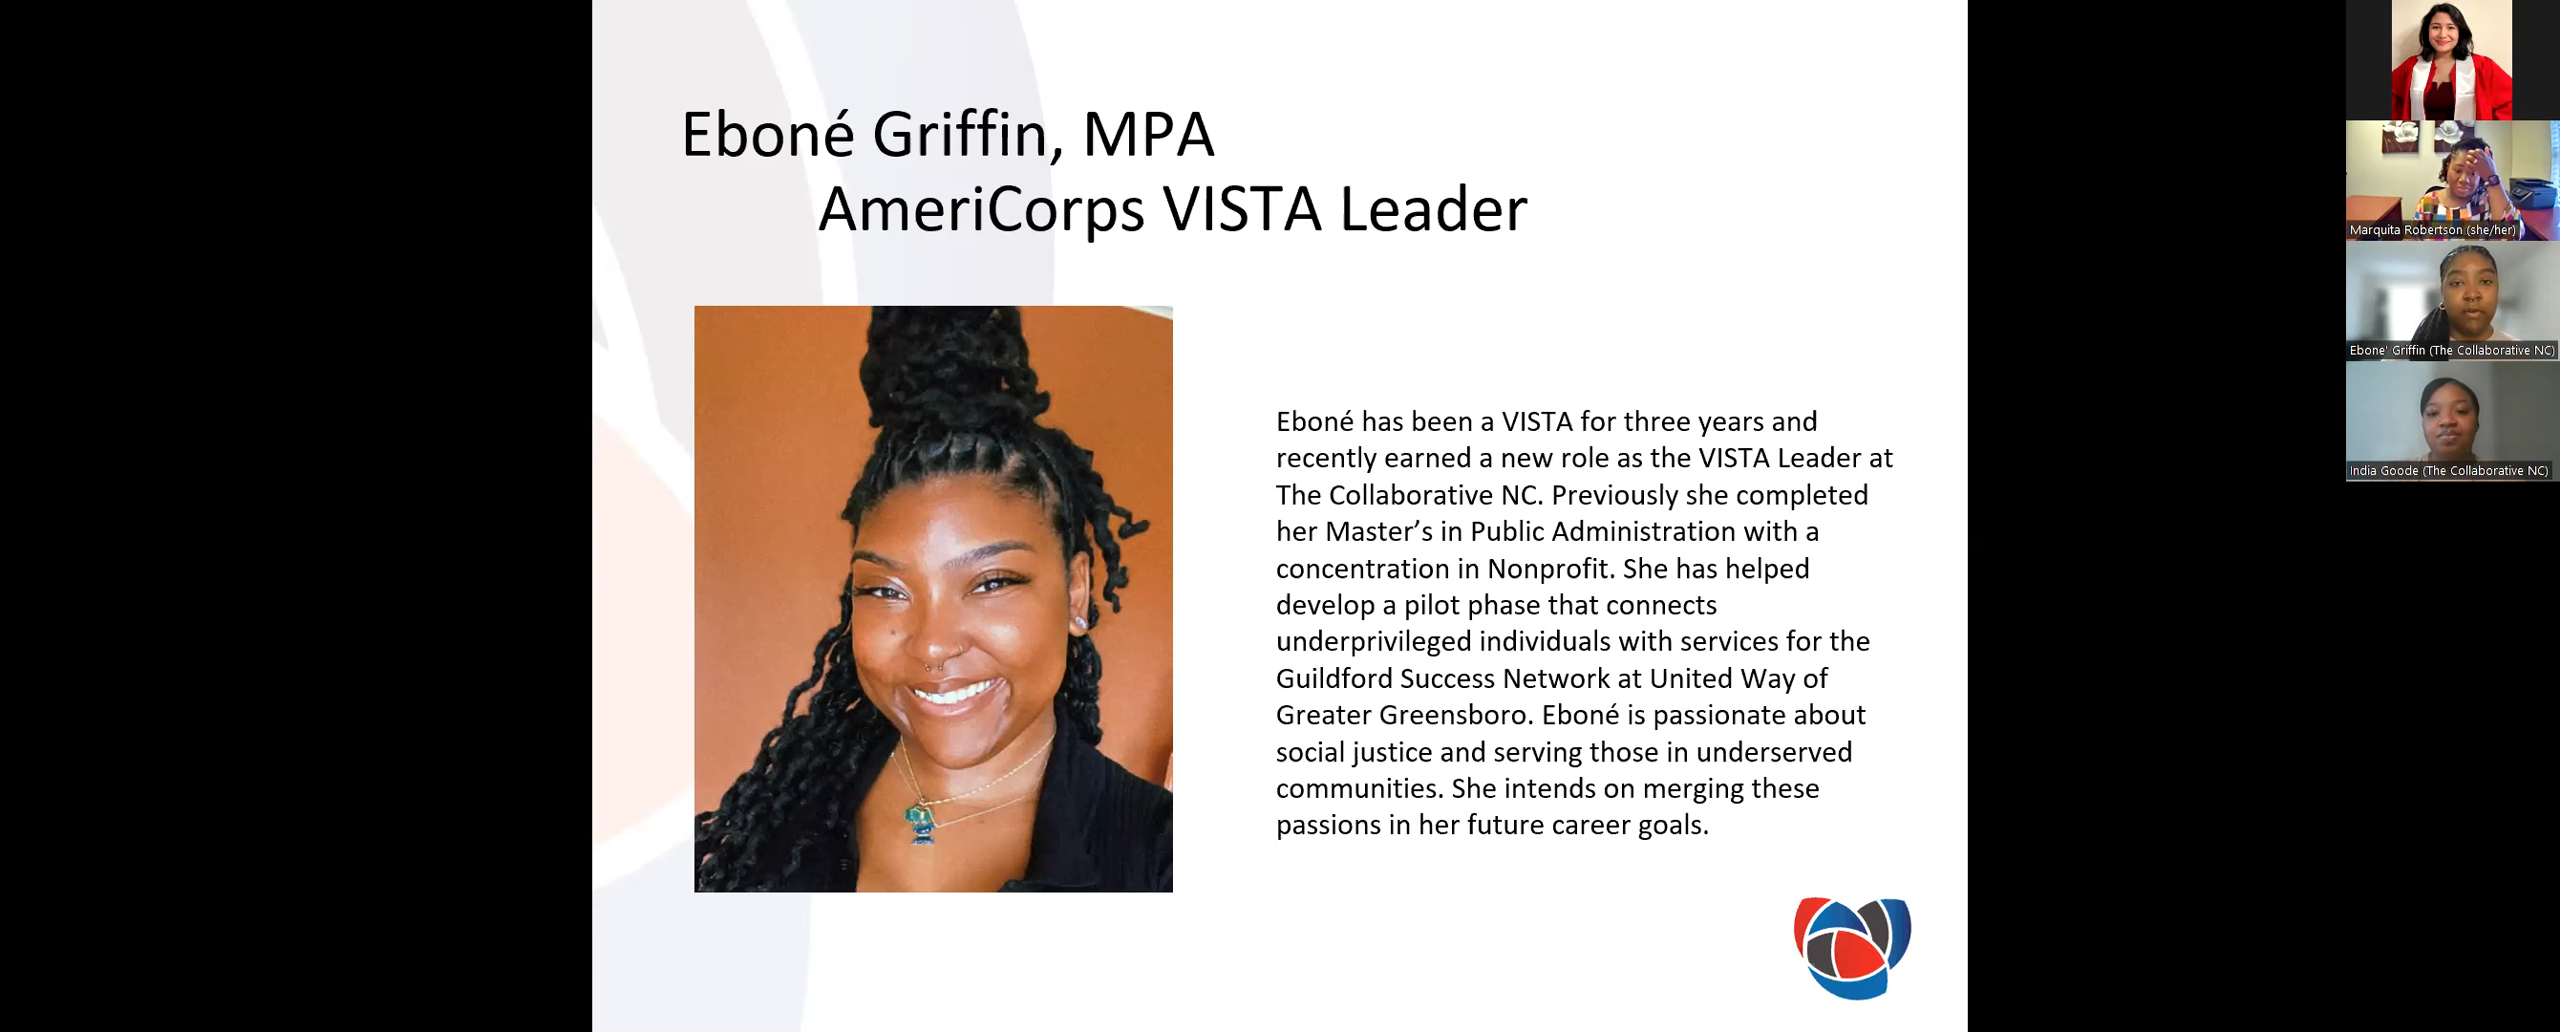 Eboné Griffin, MPA
AmeriCorps VISTA Leader
Eboné has been a VISTA for three years and
recently earned a new role as the VISTA Leader at
The Collaborative NC. Previously she completed
her Master’s in Public Administration with a
concentration in Nonprofit. She has helped
develop a pilot phase that connects
underprivileged individuals with services for the
Guildford Success Network at United Way of
Greater Greensboro. Eboné is passionate about
social justice and serving those in underserved
communities. She intends on merging these
passions in her future career goals.
Marquita Robertson (she/her)
Ebone' Griffin (The Collaborative NC)
India Goode (The Collaborative NC)